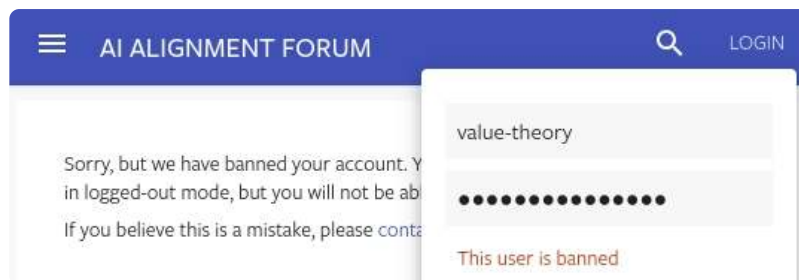 AI ALIGNMENT FORUM
LOGIN
Sorry, but we have banned your account. Y
in logged-out mode, but you will not be ab
If you believe this is a mistake, please conta
value-theory
●●●●●●●●●●●●●●●
This user is banned